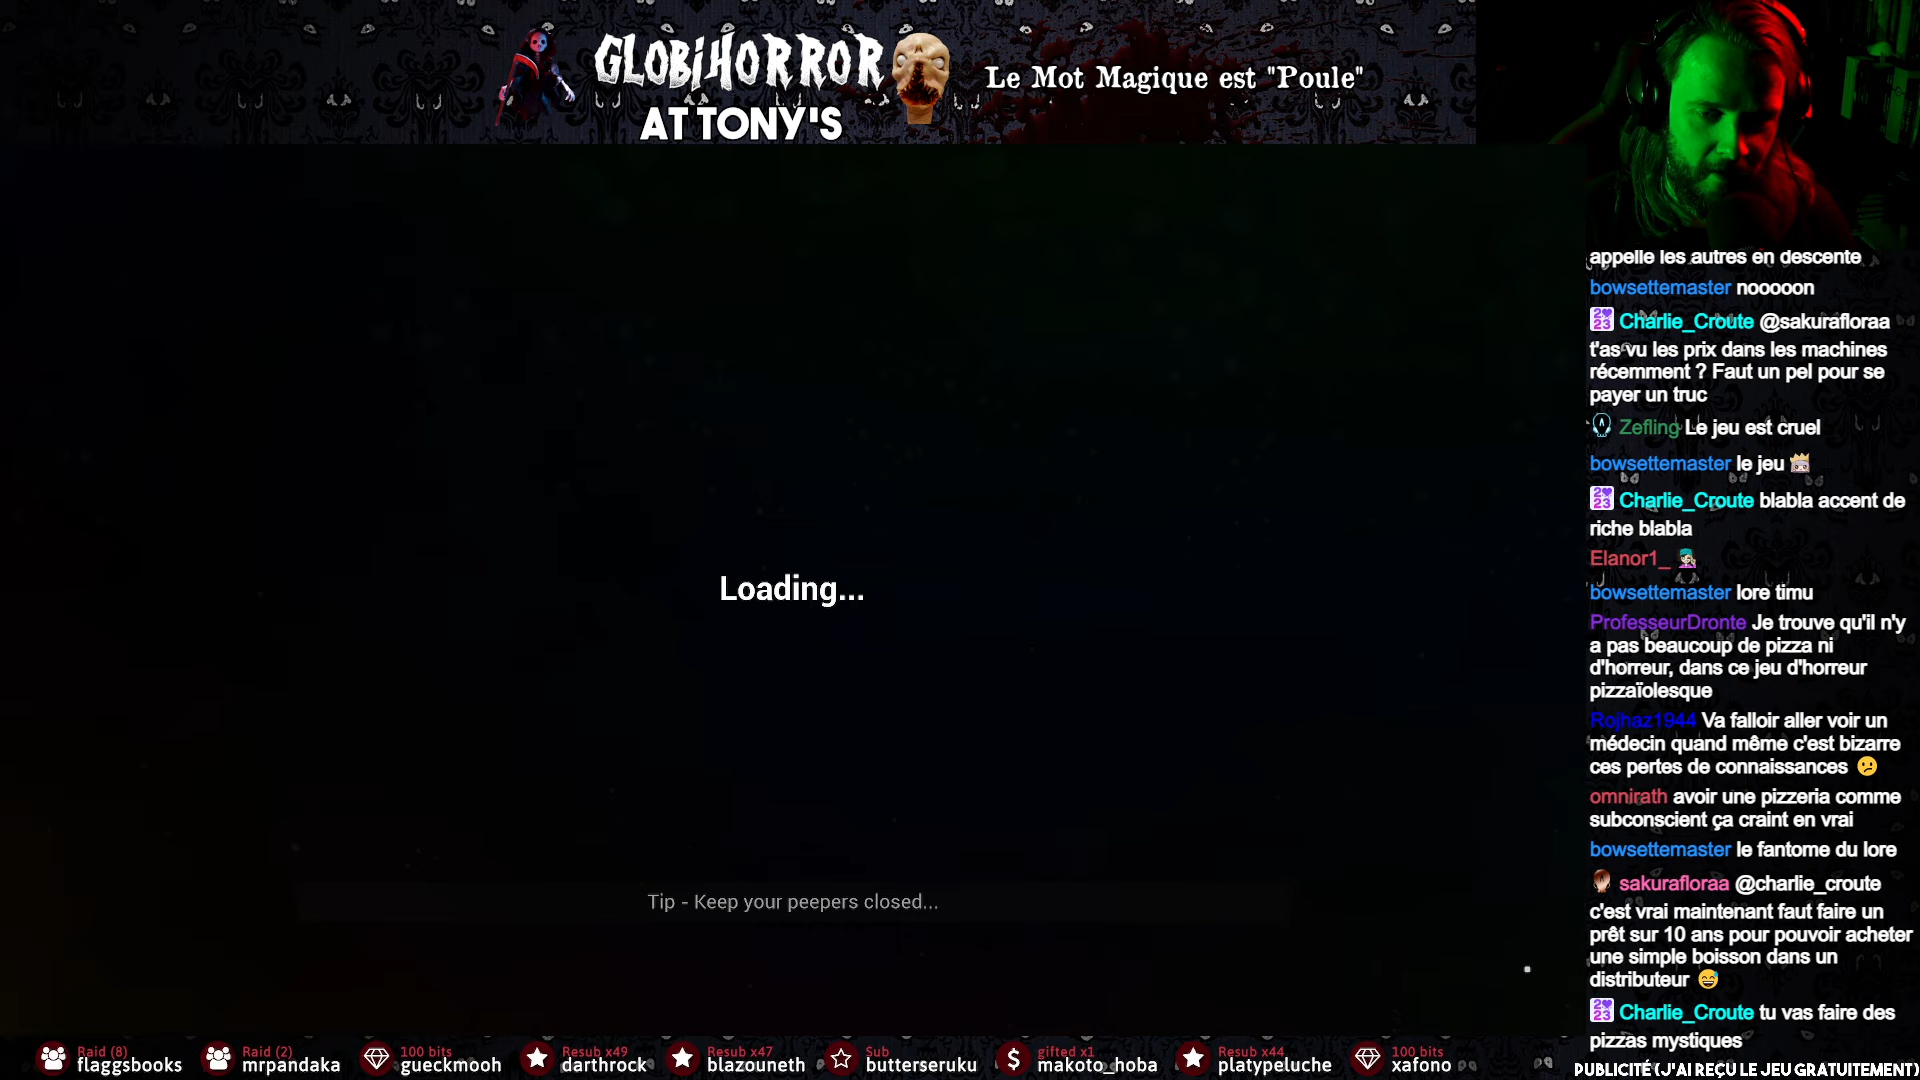 GLOBIHORROR
AT TONY'S
Le Mot Magique est "Poule"
appelle les autres en descente
bowsettemaster nooooon
Charlie_Croute @sakurafloraa
t'as vu les prix dans les machines
récemment ? Faut un pel pour se
payer un truc
Zefling Le jeu est cruel
bowsettemaster le jeu
Charlie_Croute blabla accent de
riche blabla
Elanor1_
bowsettemaster lore timu
ProfesseurDronte Je trouve qu'il n'y
a pas beaucoup de pizza ni
d'horreur, dans ce jeu d'horreur
pizzaïolesque
Rojhaz1944 Va falloir aller voir un
médecin quand même c'est bizarre
ces pertes de connaissances 😕
omnirath avoir une pizzeria comme
subconscient ça craint en vrai
bowsettemaster le fantome du lore
sakurafloraa @charlie_croute
c'est vrai maintenant faut faire un
prêt sur 10 ans pour pouvoir acheter
une simple boisson dans un
distributeur 😅
Charlie_Croute tu vas faire des
pizzas mystiques
Loading...
Tip - Keep your peepers closed...
Raid (8)
flaggsbooks
Raid (2)
mrpandaka
100 bits
gueckmooh
Resub x49
darthrock
Resub x47
blazouneth
Sub
butterseruku
gifted x1
makoto_noba
Resub x44
platypeluche
100 bits
xafono
PUBLICITÉ (J'AI REÇU LE JEU GRATUITEMENT)